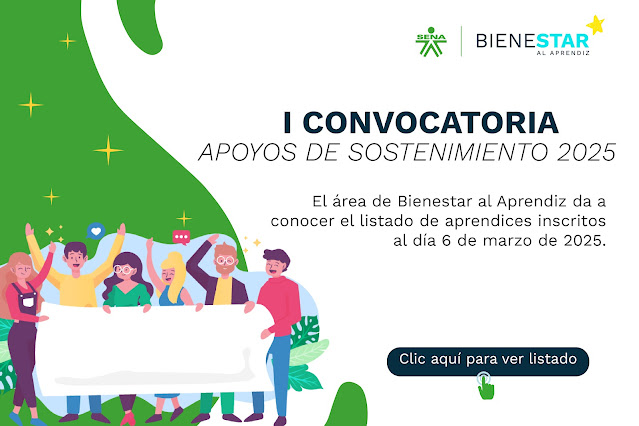 SENA
BIENESTAR
AL APRENDIZ
I CONVOCATORIA
APOYOS DE SOSTENIMIENTO 2025
El área de Bienestar al Aprendiz da a
conocer el listado de aprendices inscritos
al día 6 de marzo de 2025.
Clic aquí para ver listado